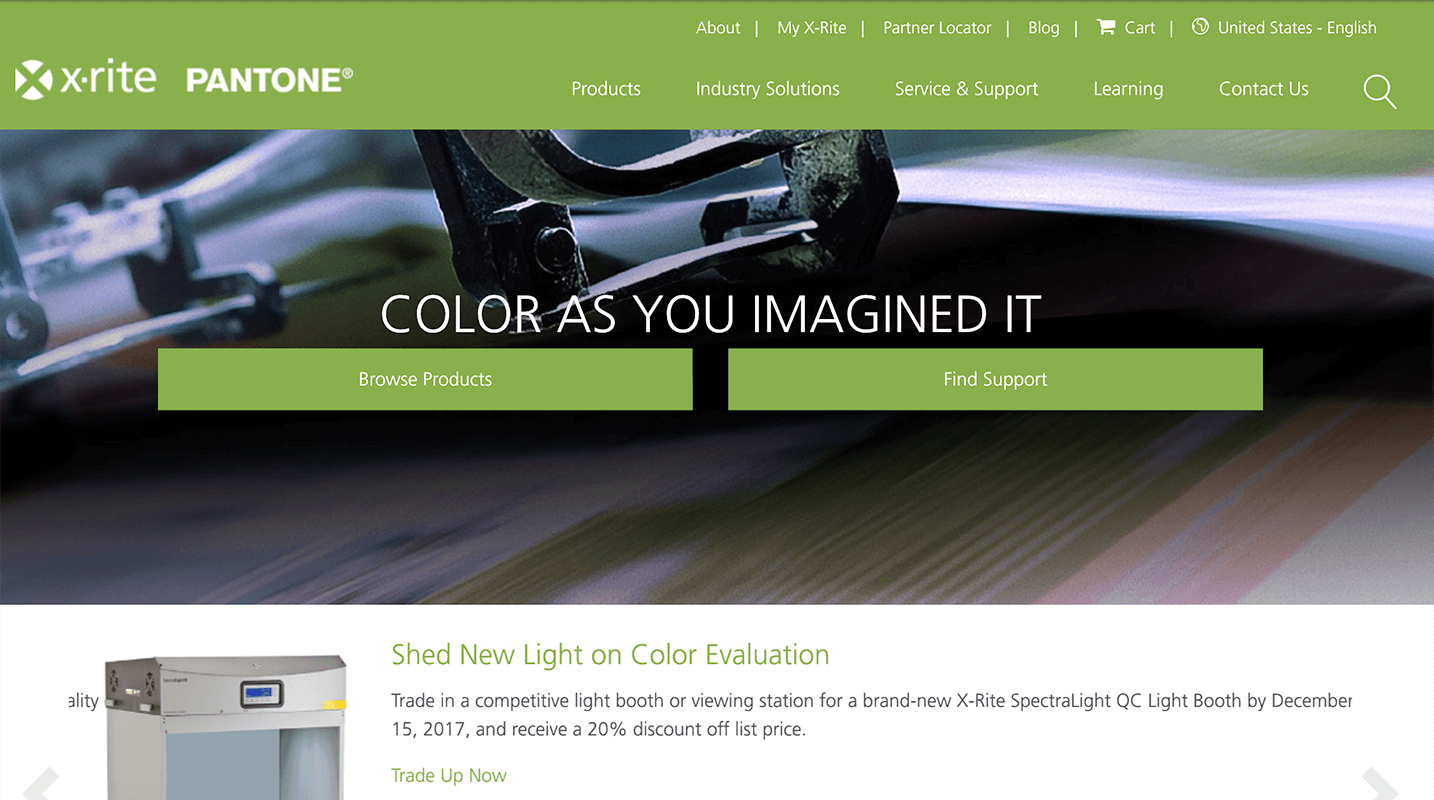 About | My X-Rite | Partner Locator | Blog | Cart | United States - English
x·rite PANTONE®
Products Industry Solutions Service & Support Learning Contact Us
COLOR AS YOU IMAGINED IT
Browse Products Find Support
Shed New Light on Color Evaluation
ality
Trade in a competitive light booth or viewing station for a brand-new X-Rite SpectraLight QC Light Booth by December
15, 2017, and receive a 20% discount off list price.
Trade Up Now